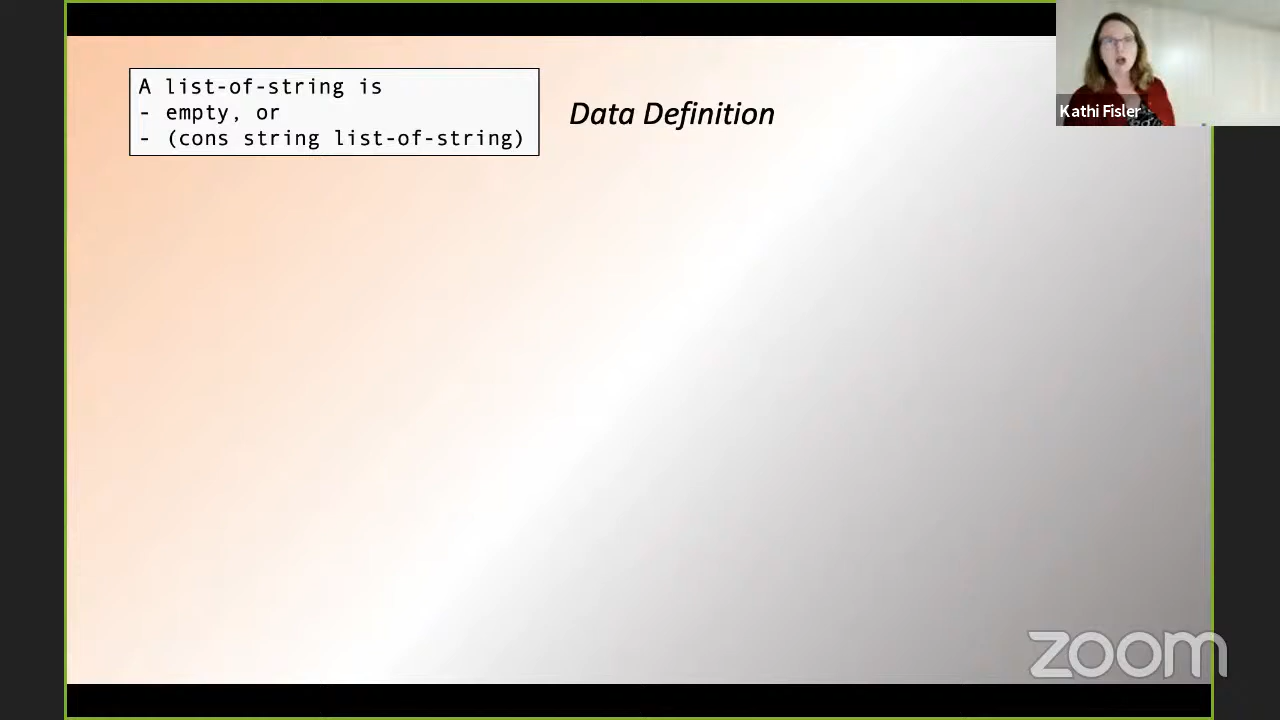 A list-of-string is
- empty, or
- (cons string list-of-string)
Data Definition
Kathi Fisler
zoom